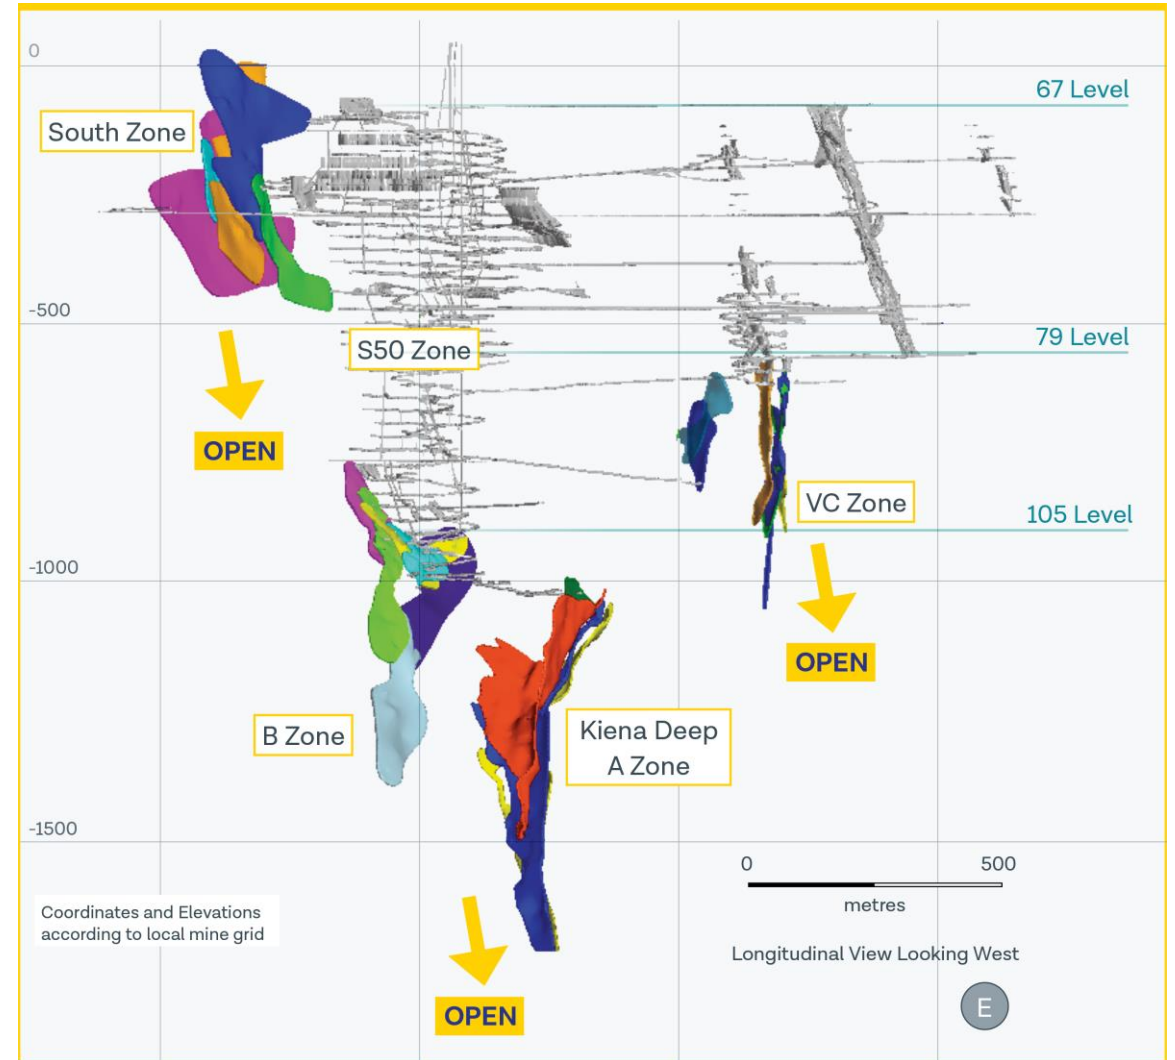 0
67 Level
South Zone
-500
79 Level
S50 Zone
OPEN
VC Zone
105 Level
-1000
OPEN
B Zone
Kiena Deep
A Zone
-1500
0 500
metres
Coordinates and Elevations
according to local mine grid
Longitudinal View Looking West
OPEN
E